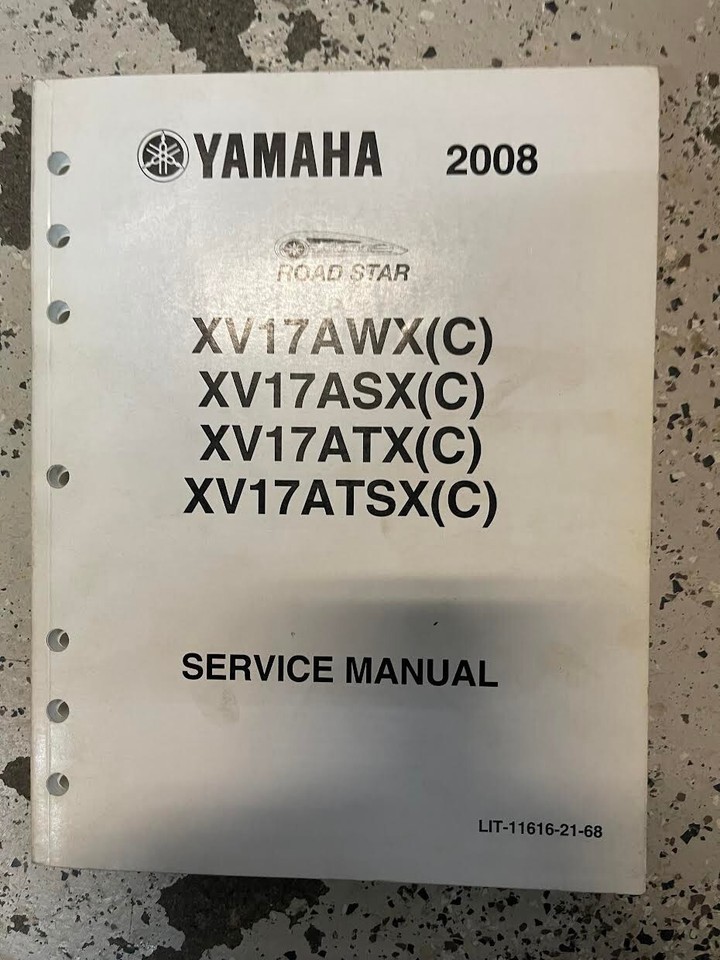 YAMAHA 2008
ROAD STAR
XV17AWX(C)
XV17ASX(C)
XV17ATX(C)
XV17ATSX(C)
SERVICE MANUAL
LIT-11616-21-68